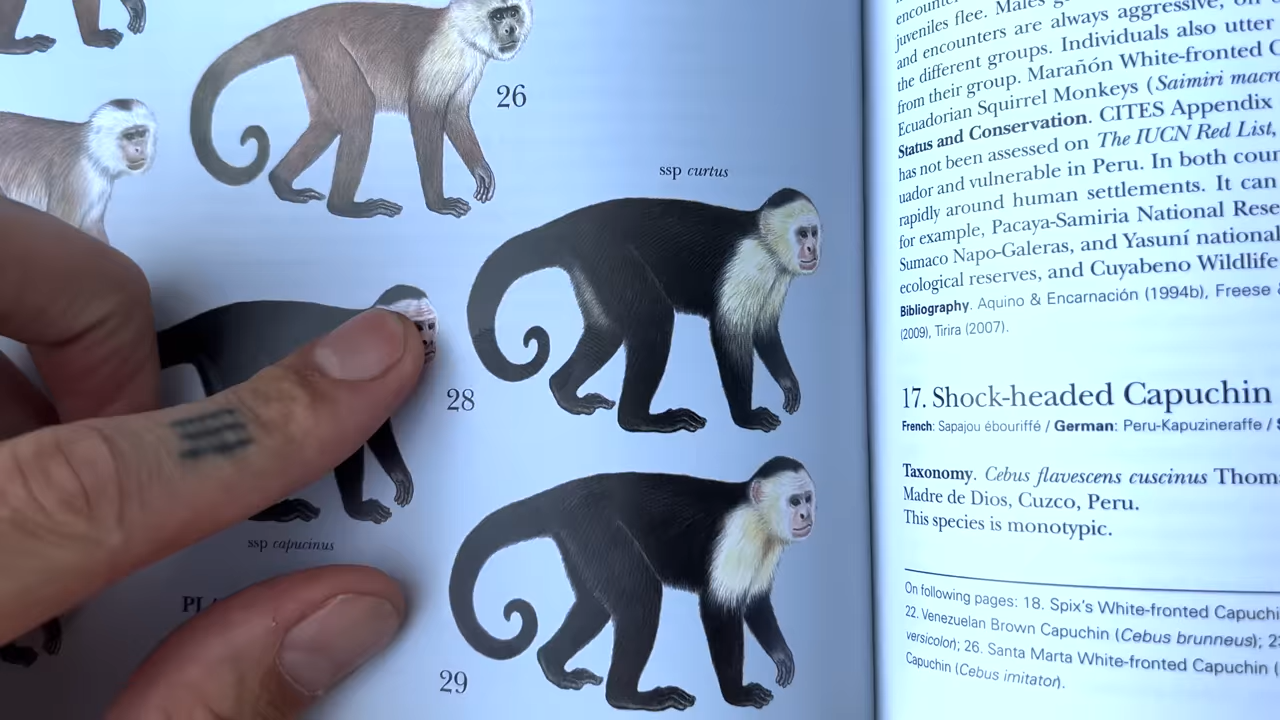 26
ssp curtus
28
ssp capucinus
29
encounter
juveniles flee. Males
and encounters are always aggressive,
the different groups. Individuals also utter
from their group. Marañón White-fronted
Ecuadorian Squirrel Monkeys (Saimiri
Status and Conservation. CITES Appendix
has not been assessed on The IUCN Red List,
uador and vulnerable in Peru. In both
rapidly around human settlements. It can
for example, Pacaya-Samiria National
Sumaco Napo-Galeras, and Yasuní national
ecological reserves, and Cuyabeno Wildlife
Bibliography. Aquino & Encarnación (1994b), Freese &
(2009), Tirira (2007).
17. Shock-headed Capuchin
French: Sapajou ébouriffé / German: Peru-Kapuzineraffe /
Taxonomy. Cebus flavescens cuscinus
Madre de Dios, Cuzco, Peru.
This species is monotypic.
On following pages: 18. Spix's White-fronted
22. Venezuelan Brown Capuchin (Cebus brunneus);
versicolor); 26. Santa Marta White-fronted Capuchin (
Capuchin (Cebus imitator).